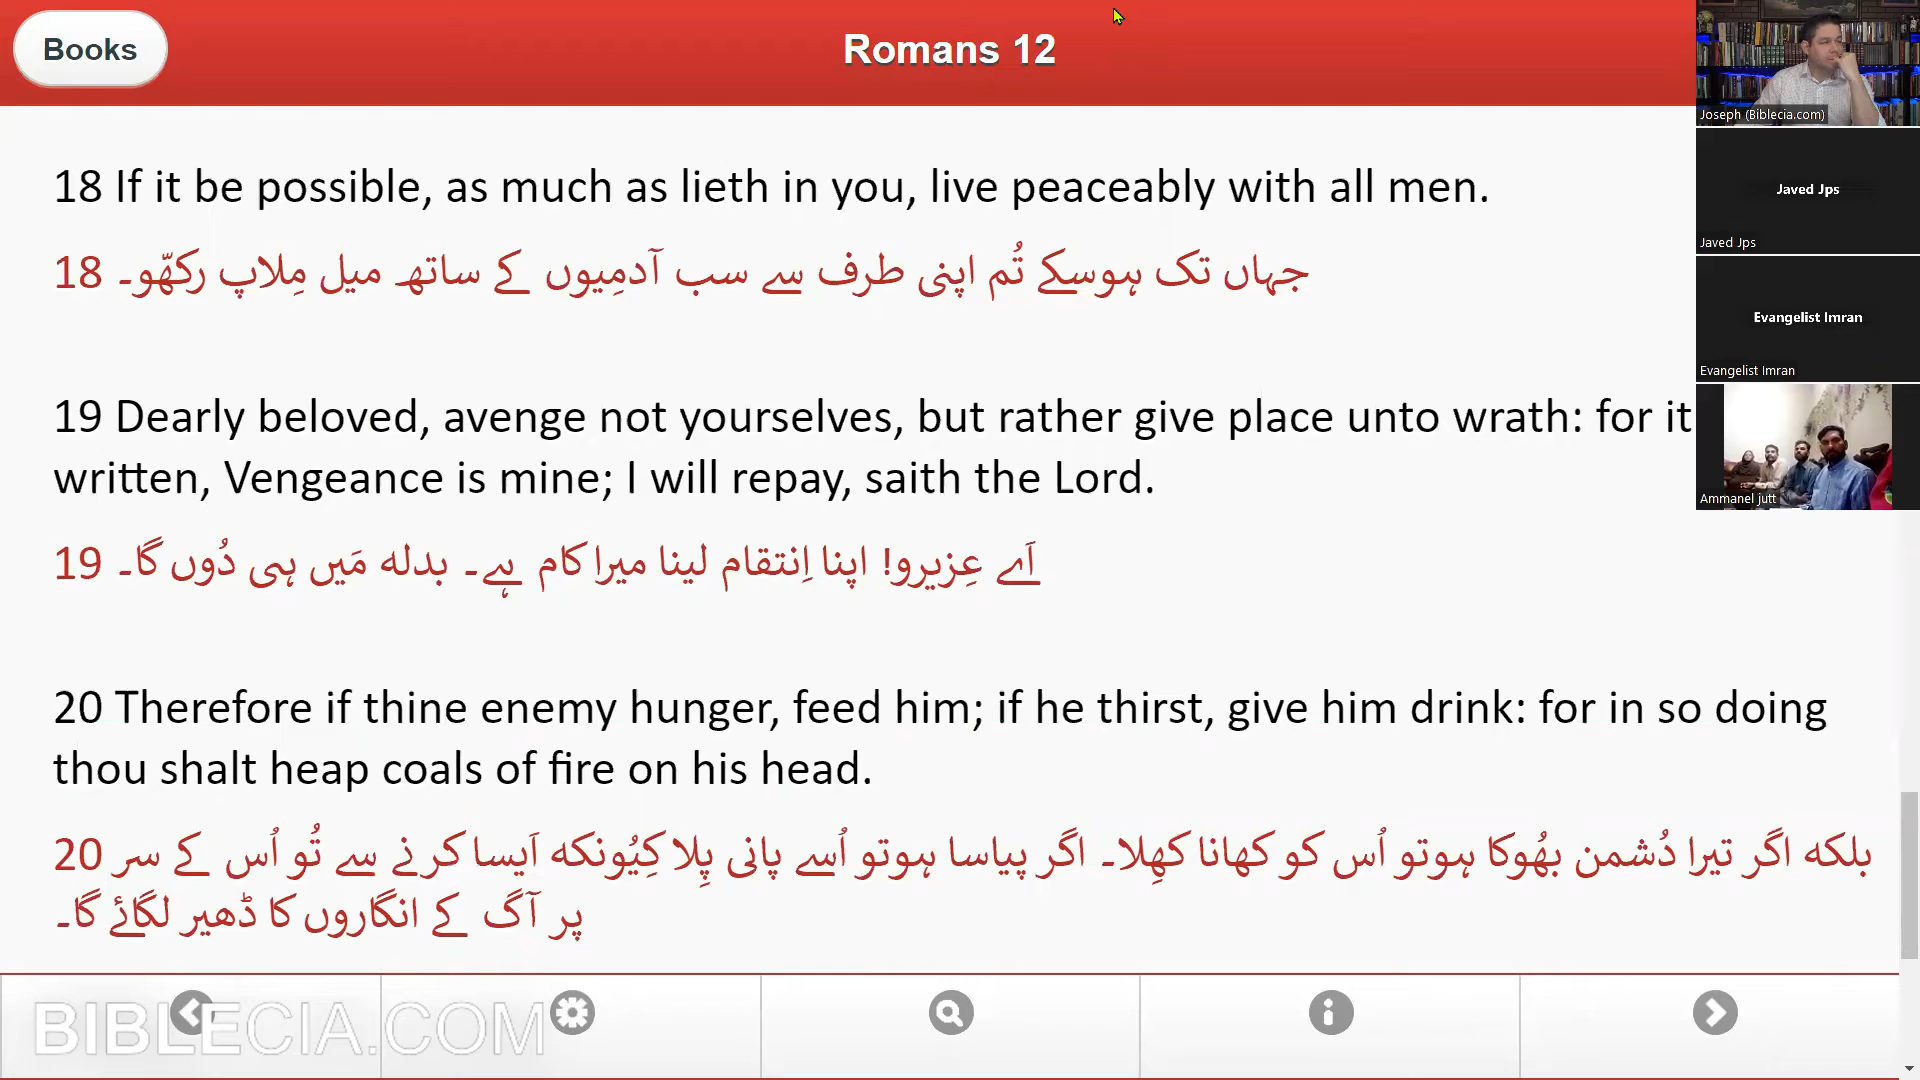 Books
Romans 12
18 If it be possible, as much as lieth in you, live peaceably with all men.
18 جہاں تک ہوسکے تُم اپنی طرف سے سب آدمِیوں کے ساتھ میل مِلاپ رکھّو۔
19 Dearly beloved, avenge not yourselves, but rather give place unto wrath: for it
written, Vengeance is mine; I will repay, saith the Lord.
19 اَے عِزیرو! اپنا اِنتقام لینا میرا کام ہے۔ بدلہ مَیں ہی دُوں گا۔
20 Therefore if thine enemy hunger, feed him; if he thirst, give him drink: for in so doing
thou shalt heap coals of fire on his head.
20 بلکہ اگر تیرا دُشمن بھُوکا ہوتو اُس کو کھانا کھِلا۔ اگر پیاسا ہوتو اُسے پانی پِلا کِیُونکہ اَیسا کرنے سے تُو اُس کے سر
پر آگ کے انگاروں کا ڈھیر لگائے گا۔
BIBLECIA.COM
Joseph (Biblecia.com)
Javed Jps
Javed Jps
Evangelist Imran
Evangelist Imran
Ammanel jutt